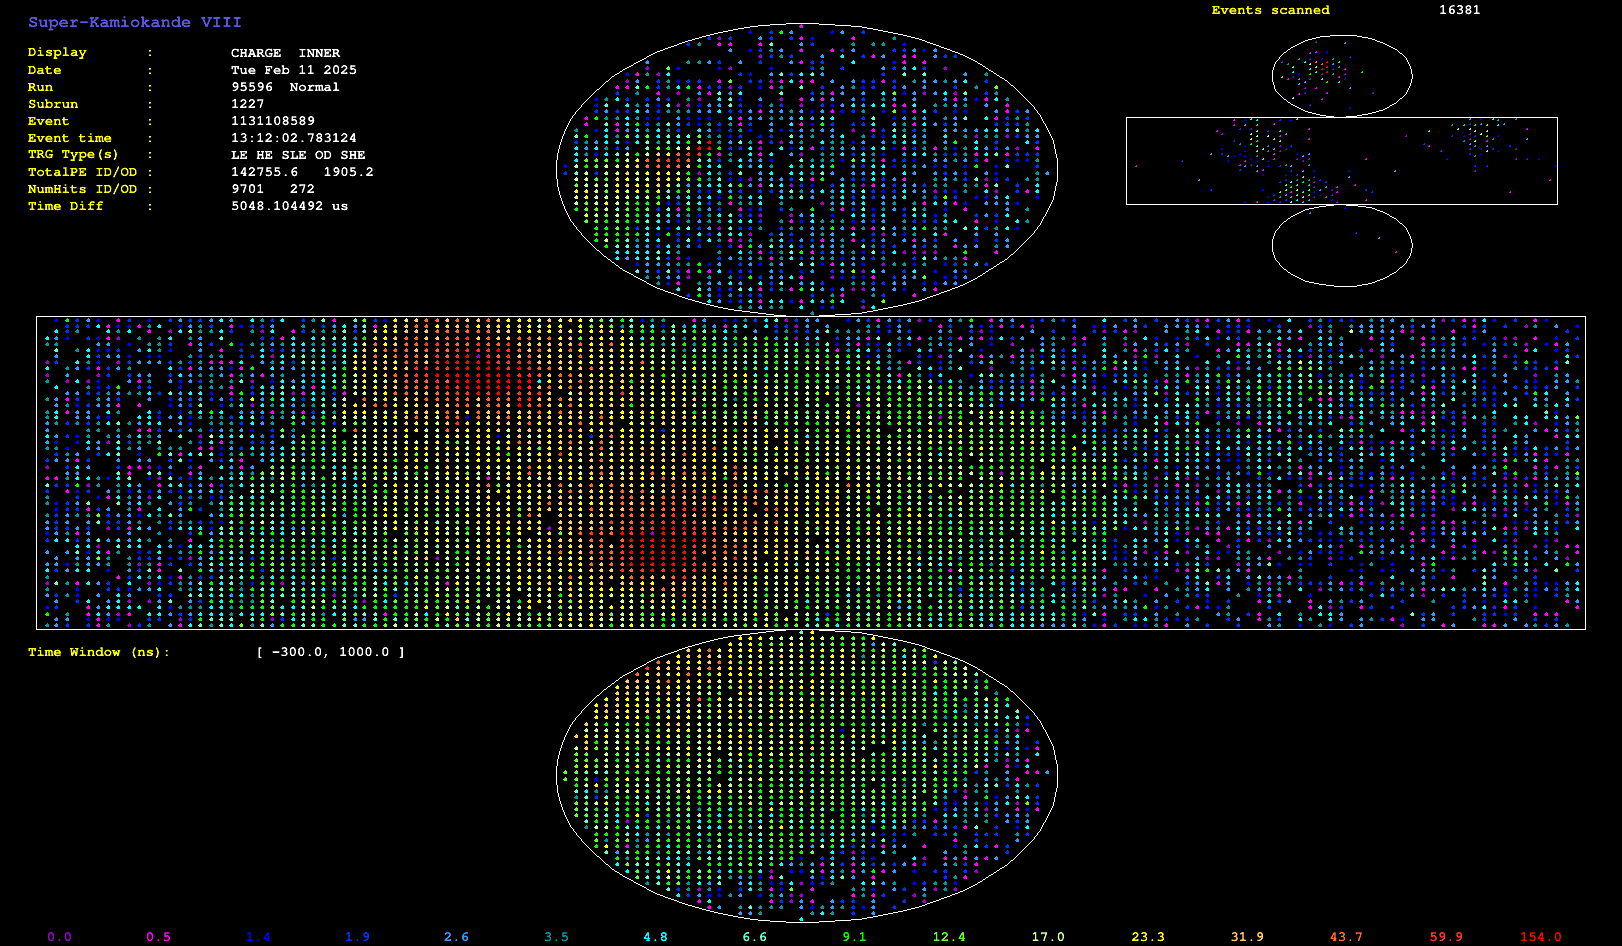 Super-Kamiokande VIII
Display : CHARGE INNER
Date : Tue Feb 11 2025
Run : 95596 Normal
Subrun : 1227
Event : 1131108589
Event time : 13:12:02.783124
TRG Type(s) : LE HE SLE OD SHE
TotalPE ID/OD : 142755.6 1905.2
NumHits ID/OD : 9701 272
Time Diff : 5048.104492 us
Events scanned 16381
Time Window (ns): [ -300.0, 1000.0 ]
0.0 0.5 1.4 1.9 2.6 3.5 4.8 6.6 9.1 12.4 17.0 23.3 31.9 43.7 59.9 154.0